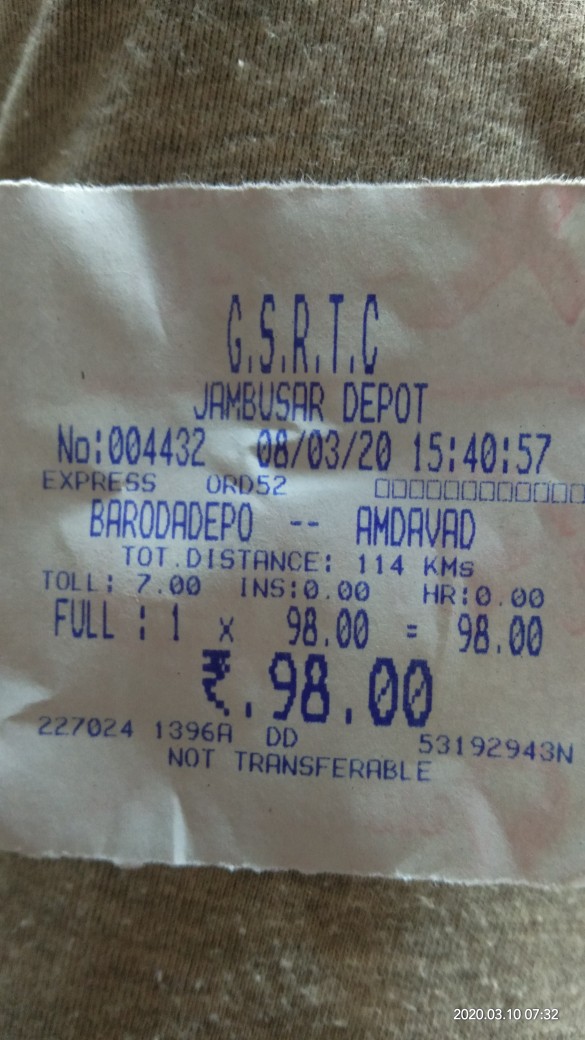 G.S.R.T.C
JAMBUSAR DEPOT
No:004432 08/03/20 15:40:57
EXPRESS ORD52 □□□□□□□□□□□□
BARODADEPO -- AMDAVAD
TOT.DISTANCE: 114 KMs
TOLL: 7.00 INS:0.00 HR:0.00
FULL : 1 x 98.00 = 98.00
₹.98.00
227024 1396A DD 53192943N
NOT TRANSFERABLE
2020.03.10 07:32